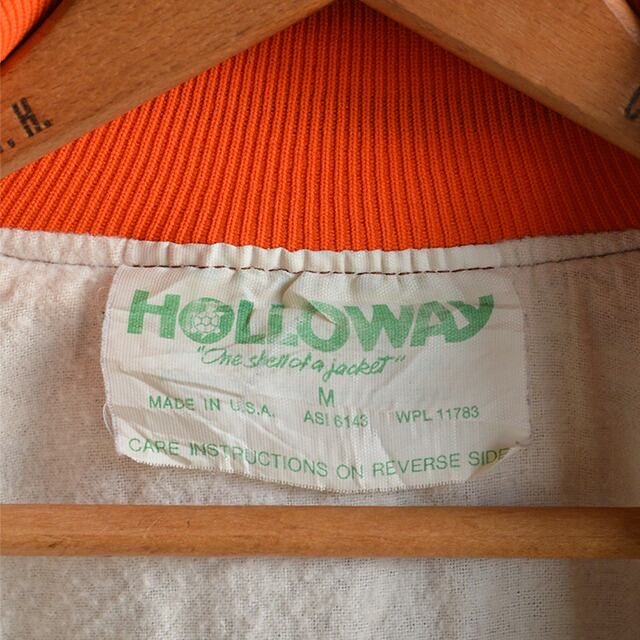 . H.
HOLLOWAY
"One shell of a jacket"
M
MADE IN U.S.A. ASI 6143 WPL 11783
CARE INSTRUCTIONS ON REVERSE SIDE